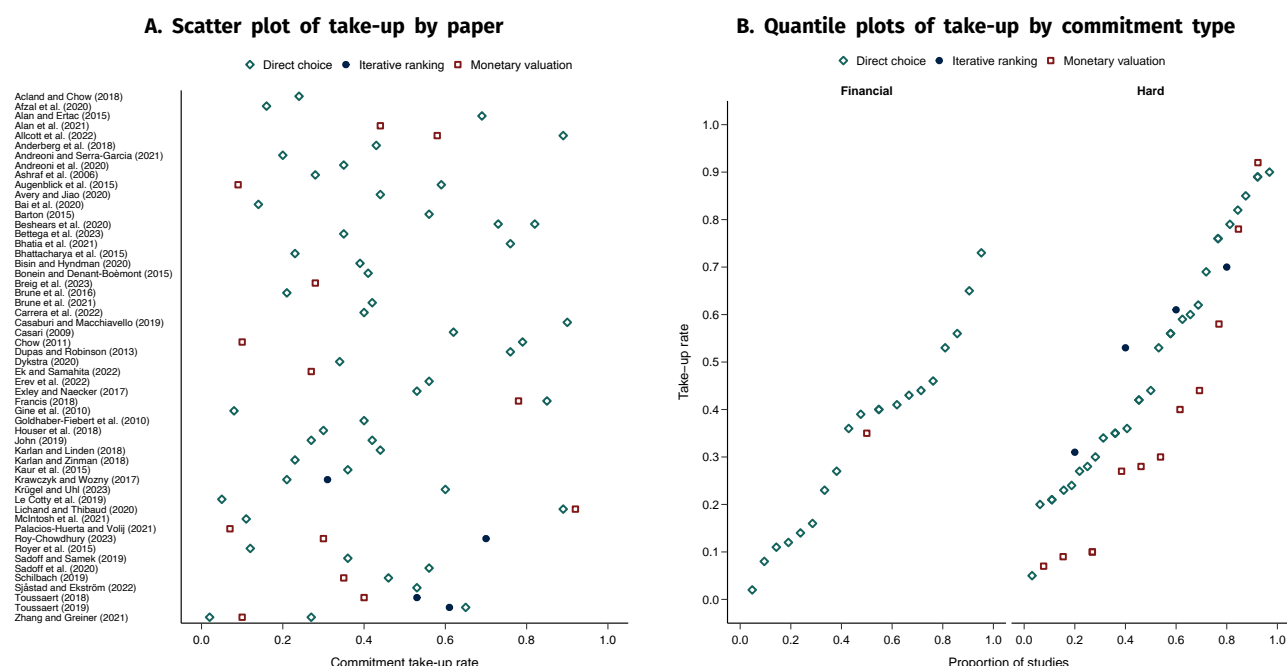 A. Scatter plot of take-up by paper
Direct choice Iterative ranking Monetary valuation
Acland and Chow (2018)
Afzal et al. (2020)
Alan and Ertac (2015)
Alan et al. (2021)
Allcott et al. (2022)
Anderberg et al. (2018)
Andreoni and Serra-Garcia (2021)
Andreoni et al. (2020)
Ashraf et al. (2006)
Augenblick et al. (2015)
Avery and Jiao (2020)
Bai et al. (2020)
Barton (2015)
Beshears et al. (2020)
Bettega et al. (2023)
Bhatia et al. (2021)
Bhattacharya et al. (2015)
Bisin and Hyndman (2020)
Bonein and Denant-Boèmont (2015)
Breig et al. (2023)
Brune et al. (2016)
Brune et al. (2021)
Carrera et al. (2022)
Casaburi and Macchiavello (2019)
Casari (2009)
Chow (2011)
Dupas and Robinson (2013)
Dykstra (2020)
Ek and Samahita (2022)
Erev et al. (2022)
Exley and Naecker (2017)
Francis (2018)
Gine et al. (2010)
Goldhaber-Fiebert et al. (2010)
Houser et al. (2018)
John (2019)
Karlan and Linden (2018)
Karlan and Zinman (2018)
Kaur et al. (2015)
Krawczyk and Wozny (2017)
Krügel and Uhl (2023)
Le Cotty et al. (2019)
Lichand and Thibaud (2020)
McIntosh et al. (2021)
Palacios-Huerta and Volij (2021)
Roy-Chowdhury (2023)
Royer et al. (2015)
Sadoff and Samek (2019)
Sadoff et al. (2020)
Schilbach (2019)
Sjåstad and Ekström (2022)
Toussaert (2018)
Toussaert (2019)
Zhang and Greiner (2021)
0.0 0.2 0.4 0.6 0.8 1.0
Commitment take-up rate
B. Quantile plots of take-up by commitment type
Direct choice Iterative ranking Monetary valuation
Financial Hard
Take-up rate
1.0
0.9
0.8
0.7
0.6
0.5
0.4
0.3
0.2
0.1
0.0
0.0 0.2 0.4 0.6 0.8 1.0 0.0 0.2 0.4 0.6 0.8 1.0
Proportion of studies